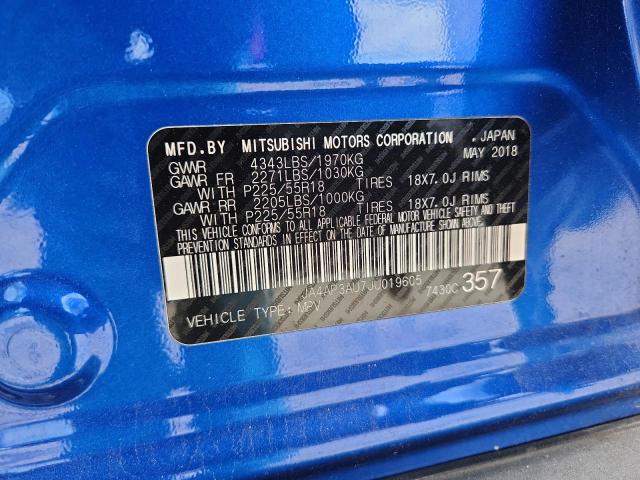 MFD.BY MITSUBISHI MOTORS CORPORATION . JAPAN
GVWR 4343LBS/1970KG MAY 2018
GAWR FR 2271LBS/1030KG
WITH P225/55R18 TIRES 18X7.0J RIMS
GAWR RR 2205LBS/1000KG
WITH P225/55R18 TIRES 18X7.0J RIMS
THIS VEHICLE CONFORMS TO ALL APPLICABLE FEDERAL MOTOR VEHICLE SAFETY AND THEFT
PREVENTION STANDARDS IN EFFECT ON THE DATE OF MANUFACTURE SHOWN ABOVE.
JA4AP3AU7JU019605 7430C 357
VEHICLE TYPE: MPV